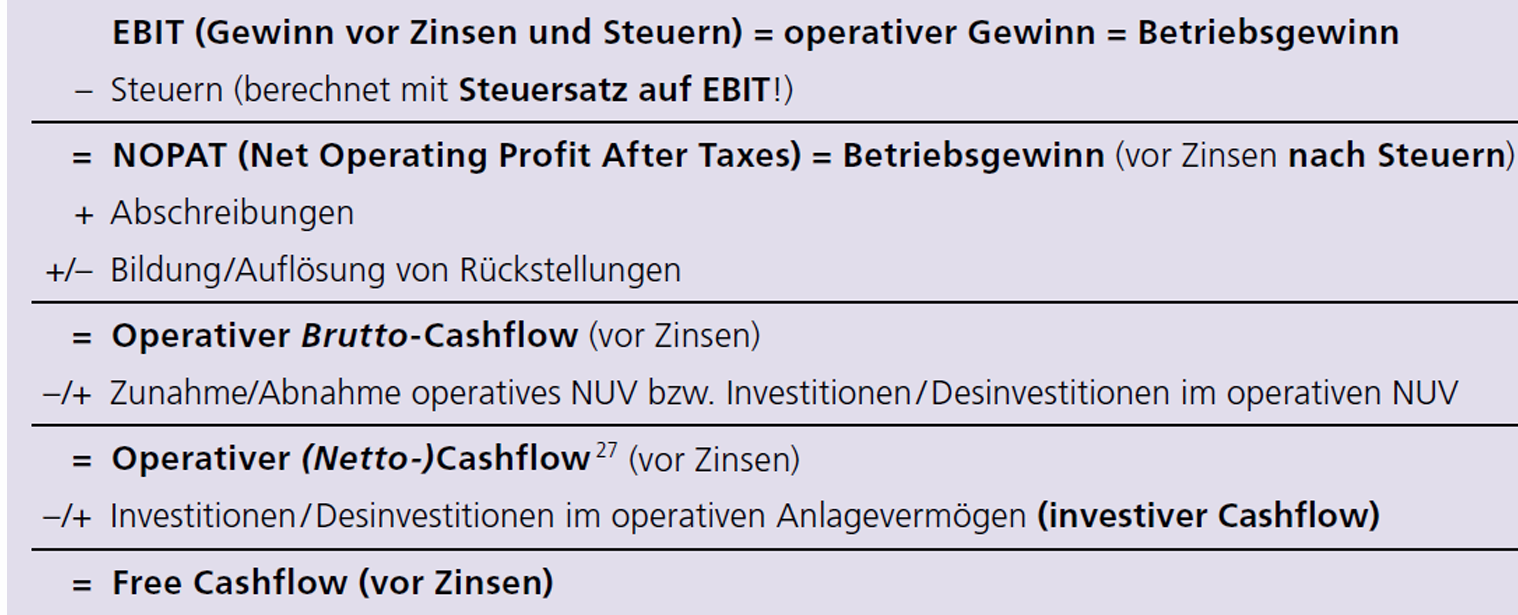 EBIT (Gewinn vor Zinsen und Steuern) = operativer Gewinn = Betriebsgewinn
– Steuern (berechnet mit Steuersatz auf EBIT!)
= NOPAT (Net Operating Profit After Taxes) = Betriebsgewinn (vor Zinsen nach Steuern)
+ Abschreibungen
+/– Bildung/Auflösung von Rückstellungen
= Operativer Brutto-Cashflow (vor Zinsen)
–/+ Zunahme/Abnahme operatives NUV bzw. Investitionen/Desinvestitionen im operativen NUV
= Operativer (Netto-)Cashflow 27 (vor Zinsen)
–/+ Investitionen/Desinvestitionen im operativen Anlagevermögen (investiver Cashflow)
= Free Cashflow (vor Zinsen)